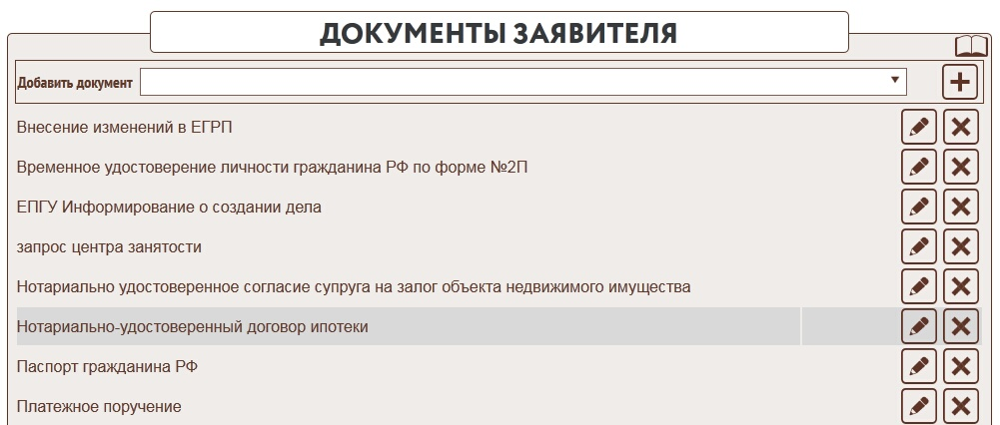 ДОКУМЕНТЫ ЗАЯВИТЕЛЯ
Добавить документ
Внесение изменений в ЕГРП
Временное удостоверение личности гражданина РФ по форме №2П
ЕПГУ Информирование о создании дела
запрос центра занятости
Нотариально удостоверенное согласие супруга на залог объекта недвижимого имущества
Нотариально-удостоверенный договор ипотеки
Паспорт гражданина РФ
Платежное поручение